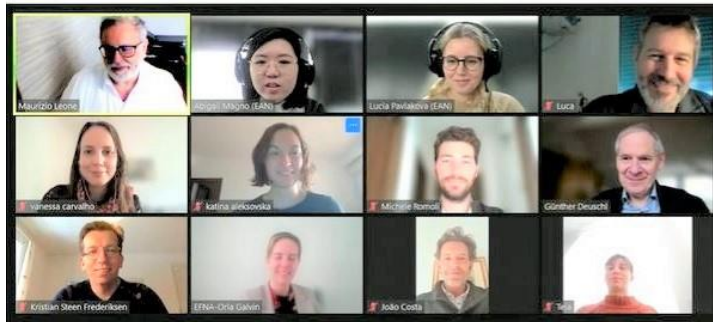 Maurizio Leone
Abigail Magno (EAN)
Lucia Pavlakova (EAN)
Luca
vanessa carvalho
katina aleksovska
Michele Romoli
Günther Deuschl
Kristian Steen Frederiksen
EFNA-Orla Galvin
João Costa
Teia